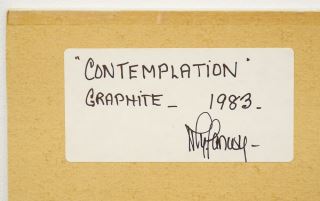 "CONTEMPLATION"
GRAPHITE_ 1983_